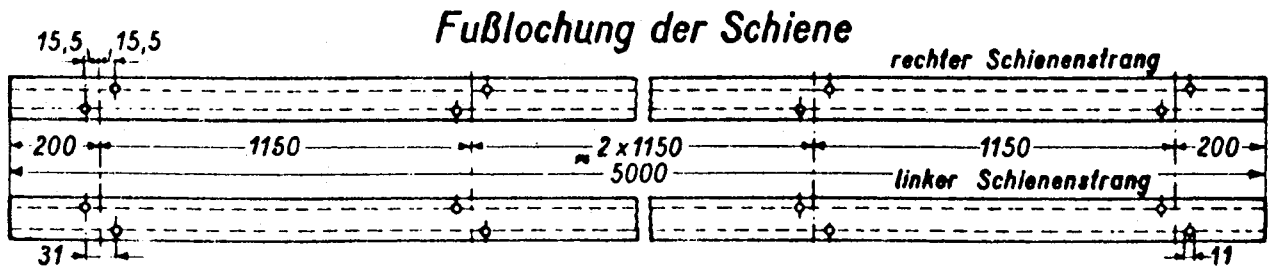 Fußlochung der Schiene
15,5 15,5
rechter Schienenstrang
200 1150 ≈ 2 x 1150 1150 200
5000
linker Schienenstrang
31 11